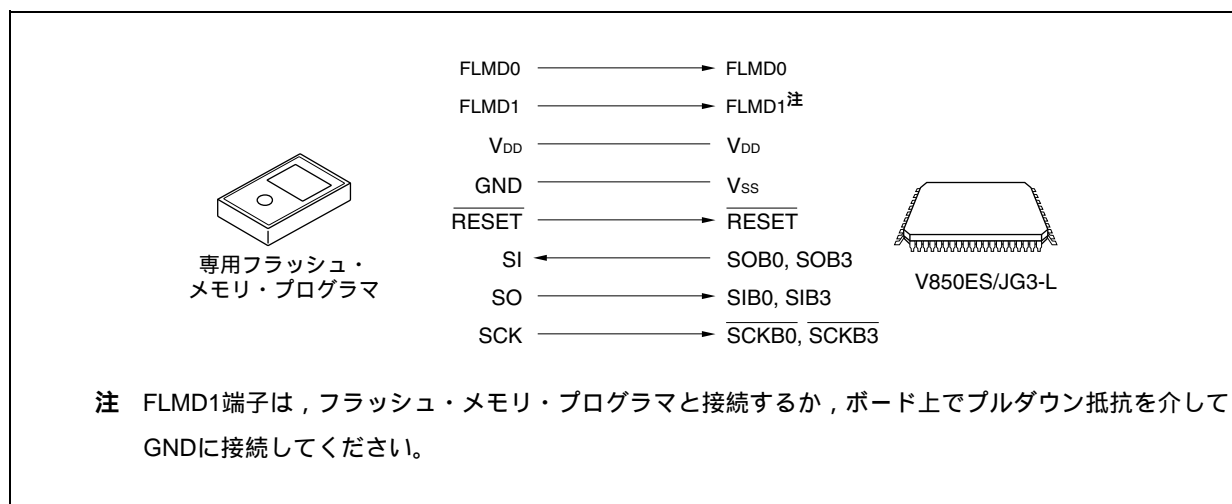 FLMD0 FLMD0
FLMD1 FLMD1注
VDD VDD
GND VSS
RESET RESET
SI SOB0, SOB3
SO SIB0, SIB3
SCK SCKB0, SCKB3
専用フラッシュ・
メモリ・プログラマ
V850ES/JG3-L
注 FLMD1端子は，フラッシュ・メモリ・プログラマと接続するか，ボード上でプルダウン抵抗を介して
GNDに接続してください。